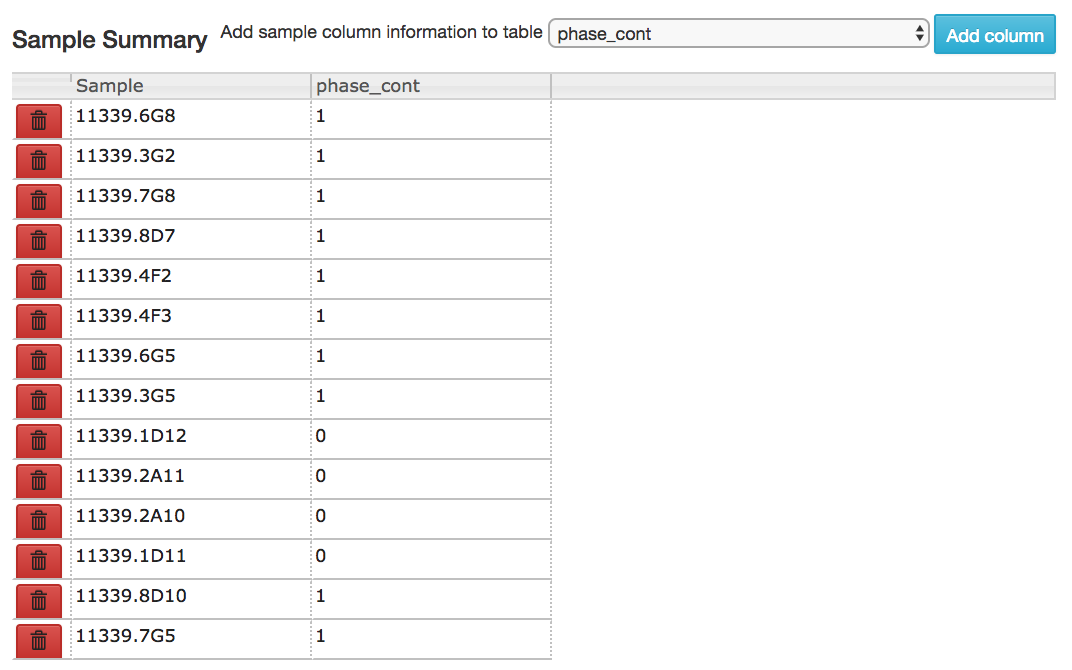 Sample Summary Add sample column information to table phase_cont Add column
Sample phase_cont
11339.6G8 1
11339.3G2 1
11339.7G8 1
11339.8D7 1
11339.4F2 1
11339.4F3 1
11339.6G5 1
11339.3G5 1
11339.1D12 0
11339.2A11 0
11339.2A10 0
11339.1D11 0
11339.8D10 1
11339.7G5 1